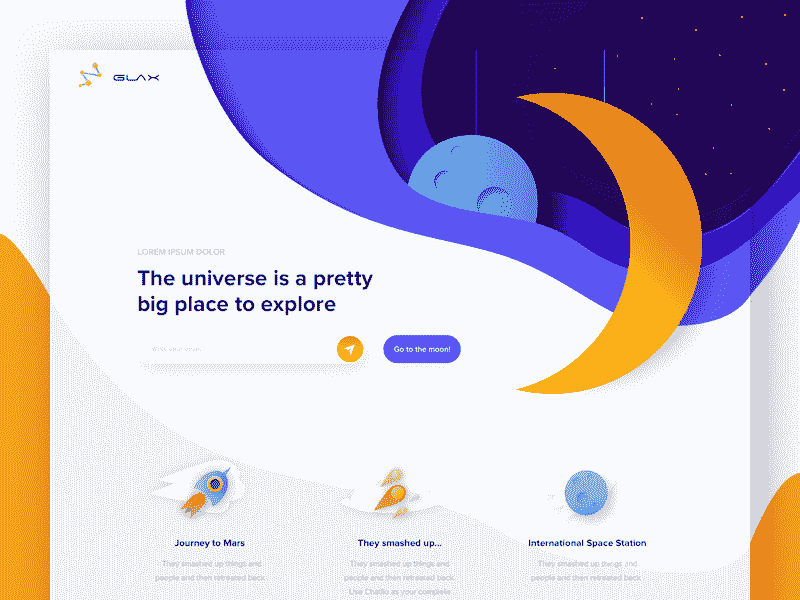 GLAX
LOREM IPSUM DOLOR
The universe is a pretty
big place to explore
Go to the moon!
Journey to Mars
They smashed up...
International Space Station
They smashed up things and
people and then retreated back
They smashed up things and
people and then retreated back.
Use Chatllo as your complete
They smashed up things and
people and then retreated back